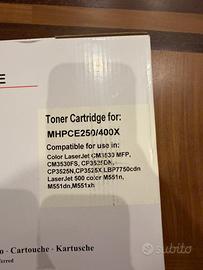 E
Toner Cartridge for:
MHPCE250/400X
Compatible for use in:
Color LaserJet CM3530 MFP,
CM3530FS, CP3525DN,
CP3525N,CP3525X LBP7750cdn
LaserJet 500 color M551n,
M551dn,M551xh
n - Cartouche - Kartusche
erred
subito